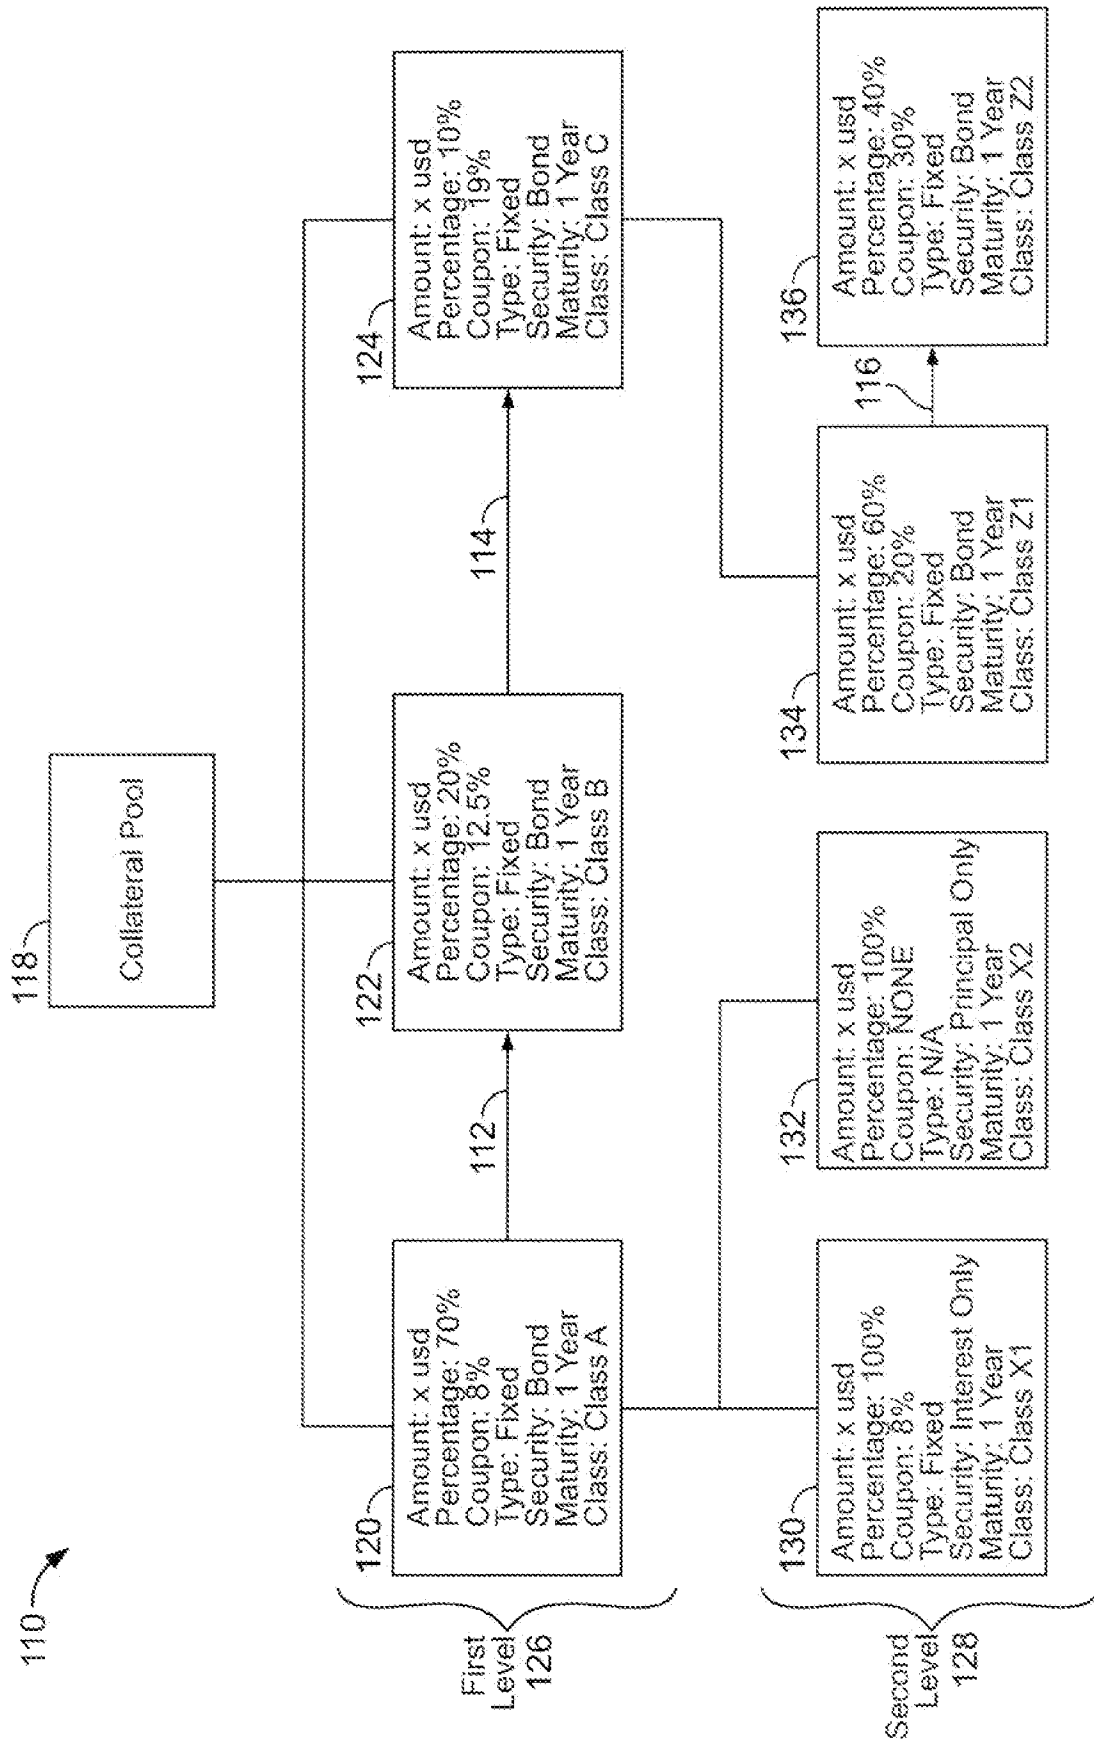 110
118
Collateral Pool
First
Level
126
120
Amount: x usd
Percentage: 70%
Coupon: 8%
Type: Fixed
Security: Bond
Maturity: 1 Year
Class: Class A
112
122
Amount: x usd
Percentage: 20%
Coupon: 12.5%
Type: Fixed
Security: Bond
Maturity: 1 Year
Class: Class B
114
124
Amount: x usd
Percentage: 10%
Coupon: 19%
Type: Fixed
Security: Bond
Maturity: 1 Year
Class: Class C
Second
Level
128
130
Amount: x usd
Percentage: 100%
Coupon: 8%
Type: Fixed
Security: Interest Only
Maturity: 1 Year
Class: Class X1
132
Amount: x usd
Percentage: 100%
Coupon: NONE
Type: N/A
Security: Principal Only
Maturity: 1 Year
Class: Class X2
134
Amount: x usd
Percentage: 60%
Coupon: 20%
Type: Fixed
Security: Bond
Maturity: 1 Year
Class: Class Z1
116
136
Amount: x usd
Percentage: 40%
Coupon: 30%
Type: Fixed
Security: Bond
Maturity: 1 Year
Class: Class Z2